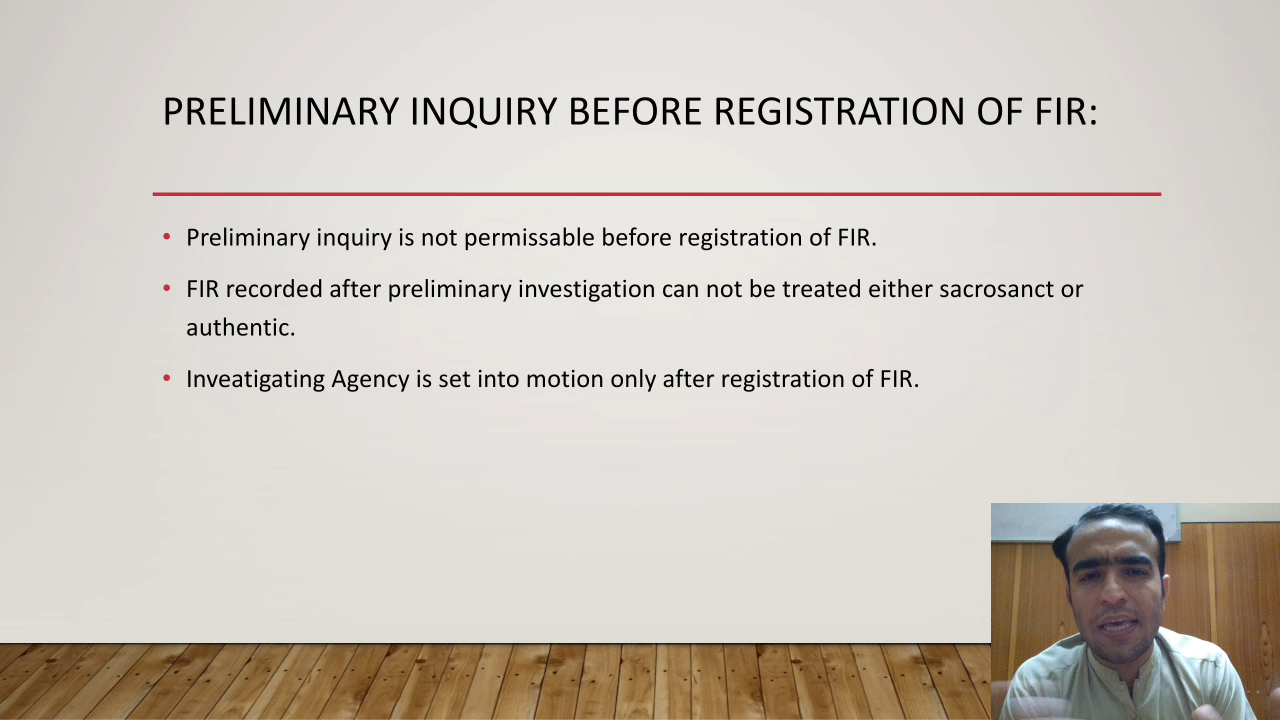 PRELIMINARY INQUIRY BEFORE REGISTRATION OF FIR:
• Preliminary inquiry is not permissable before registration of FIR.
• FIR recorded after preliminary investigation can not be treated either sacrosanct or
authentic.
• Inveatigating Agency is set into motion only after registration of FIR.